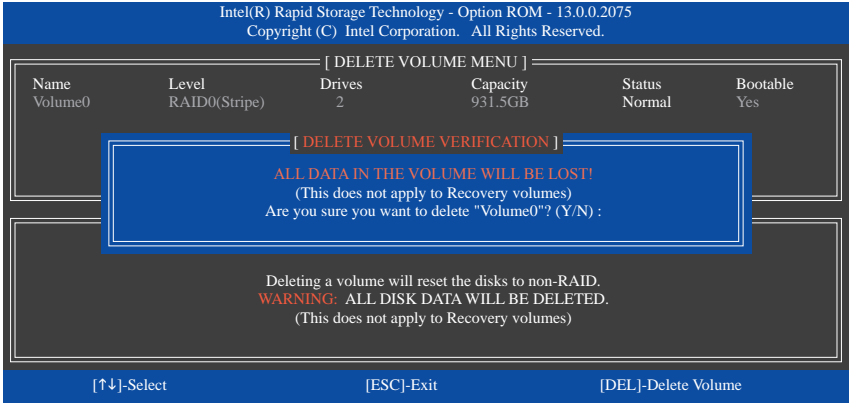 Intel(R) Rapid Storage Technology - Option ROM - 13.0.0.2075
Copyright (C) Intel Corporation. All Rights Reserved.
[ DELETE VOLUME MENU ]
Name Level Drives Capacity Status Bootable
Volume0 RAID0(Stripe) 2 931.5GB Normal Yes
[ DELETE VOLUME VERIFICATION ]
ALL DATA IN THE VOLUME WILL BE LOST!
(This does not apply to Recovery volumes)
Are you sure you want to delete "Volume0"? (Y/N) :
Deleting a volume will reset the disks to non-RAID.
WARNING: ALL DISK DATA WILL BE DELETED.
(This does not apply to Recovery volumes)
[↑↓]-Select [ESC]-Exit [DEL]-Delete Volume